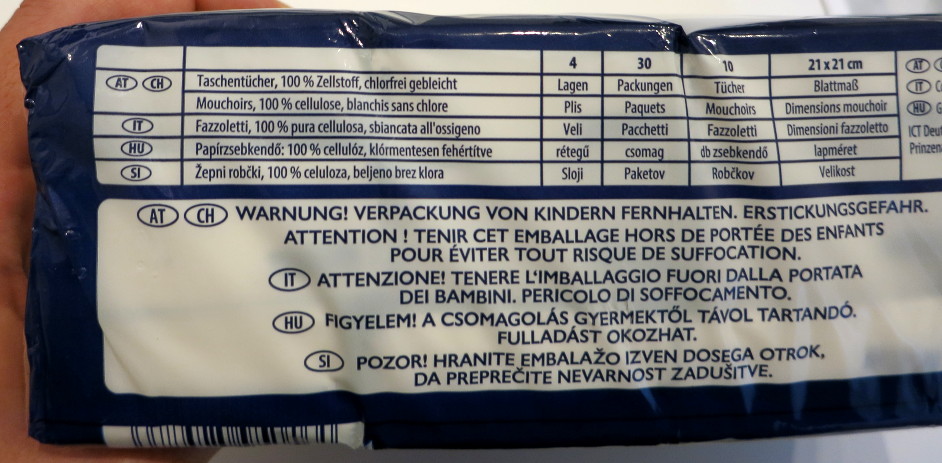 4 30 10 21 x 21 cm AT
AT CH Taschentücher, 100 % Zellstoff, chlorfrei gebleicht Lagen Packungen Tücher Blattmaß IT
Mouchoirs, 100 % cellulose, blanchis sans chlore Plis Paquets Mouchoirs Dimensions mouchoir HU
IT Fazzoletti, 100 % pura cellulosa, sbiancata all'ossigeno Veli Pacchetti Fazzoletti Dimensioni fazzoletto ICT
HU Papírzsebkendő: 100 % cellulóz, klórmentesen fehértítve rétegű csomag db zsebkendő lapméret
SI Žepni robčki, 100 % celuloza, beljeno brez klora Sloji Paketov Robčkov Velikost
AT CH WARNUNG! VERPACKUNG VON KINDERN FERNHALTEN. ERSTICKUNGSGEFAHR.
ATTENTION ! TENIR CET EMBALLAGE HORS DE PORTÉE DES ENFANTS
POUR ÉVITER TOUT RISQUE DE SUFFOCATION.
IT ATTENZIONE! TENERE L'IMBALLAGGIO FUORI DALLA PORTATA
DEI BAMBINI. PERICOLO DI SOFFOCAMENTO.
HU FIGYELEM! A CSOMAGOLÁS GYERMEKTŐL TÁVOL TARTANDÓ.
FULLADÁST OKOZHAT.
SI POZOR! HRANITE EMBALAŽO IZVEN DOSEGA OTROK,
DA PREPREČITE NEVARNOST ZADUŠITVE.